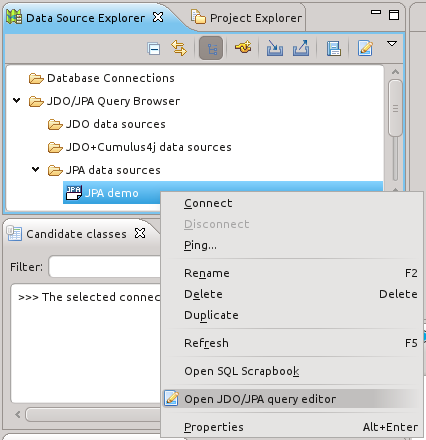 Data Source Explorer
Project Explorer
Database Connections
JDO/JPA Query Browser
JDO data sources
JDO+Cumulus4j data sources
JPA data sources
JPA JPA demo
Connect
Disconnect
Ping...
Rename F2
Delete Delete
Duplicate
Refresh F5
Open SQL Scrapbook
Open JDO/JPA query editor
Properties Alt+Enter
Candidate classes
Filter:
>>> The selected connec